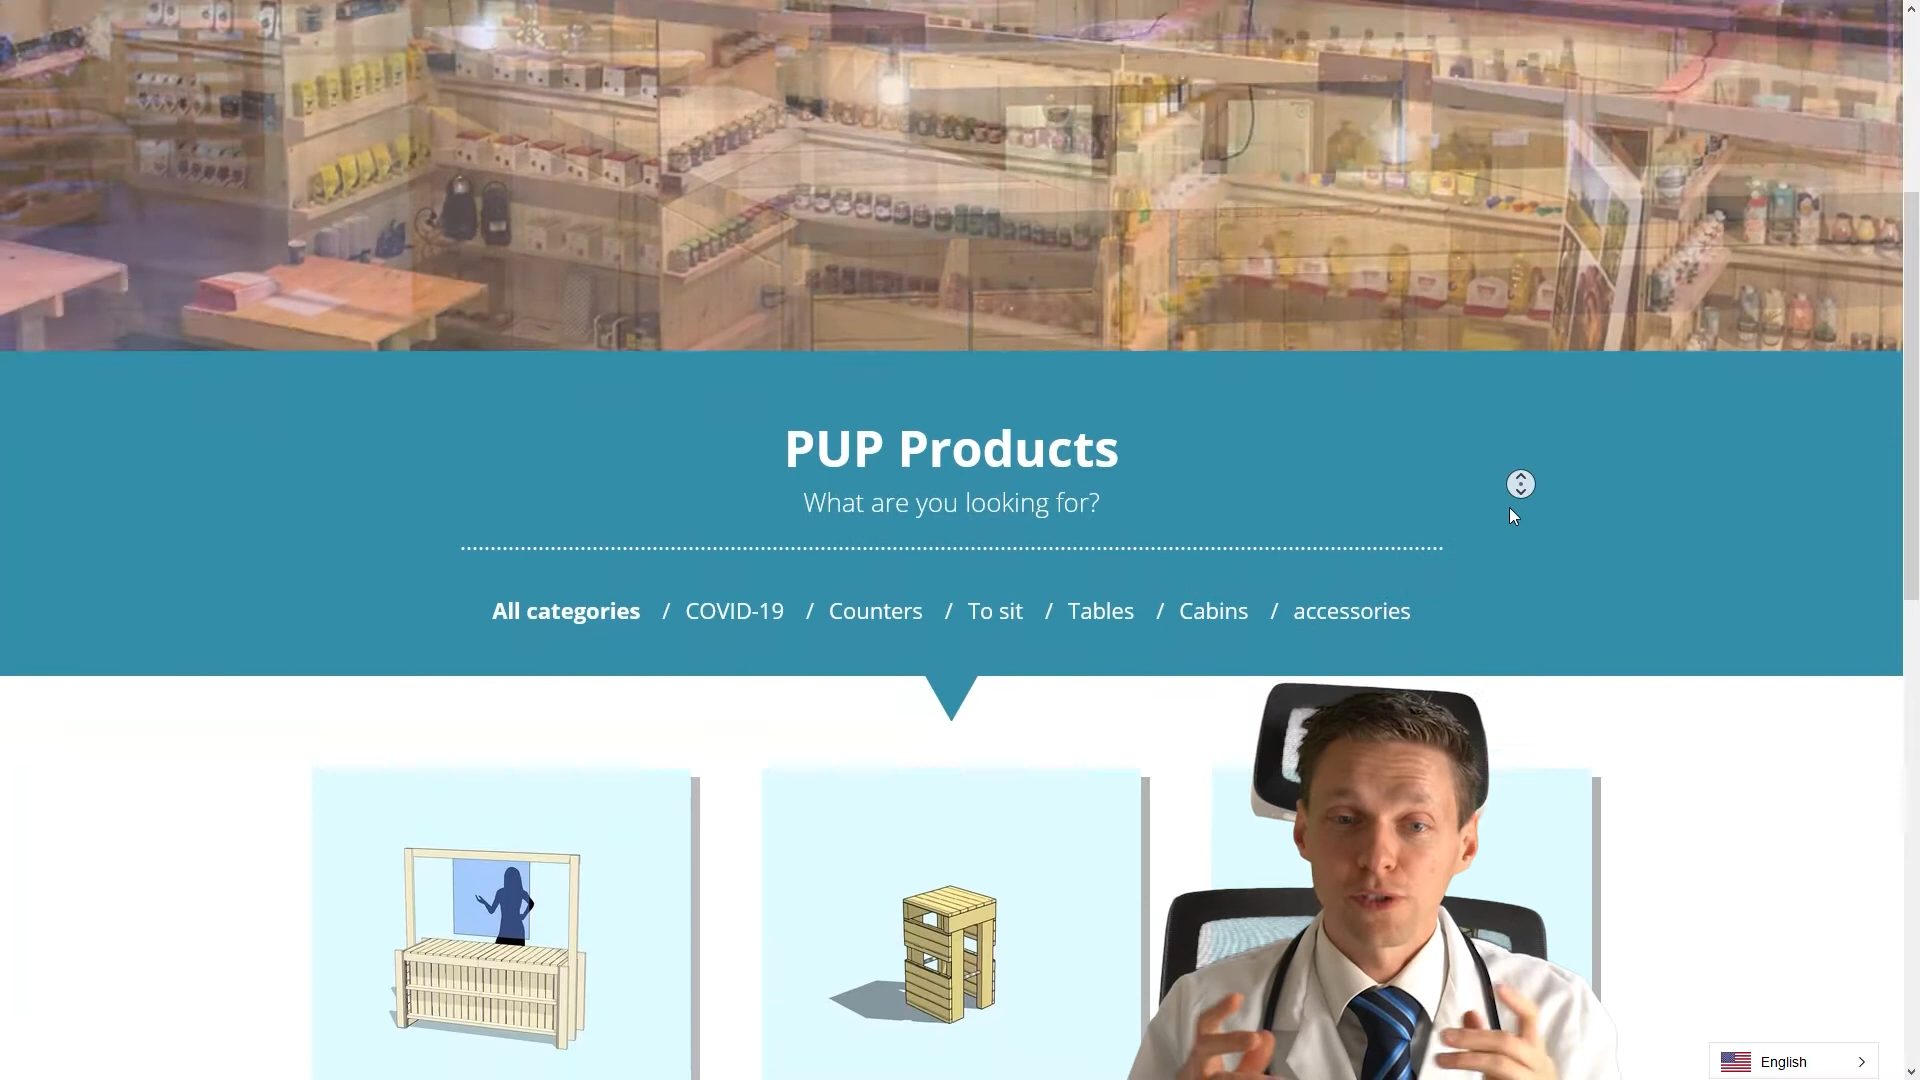 PUP Products
What are you looking for?
All categories / COVID-19 / Counters / To sit / Tables / Cabins / accessories
English